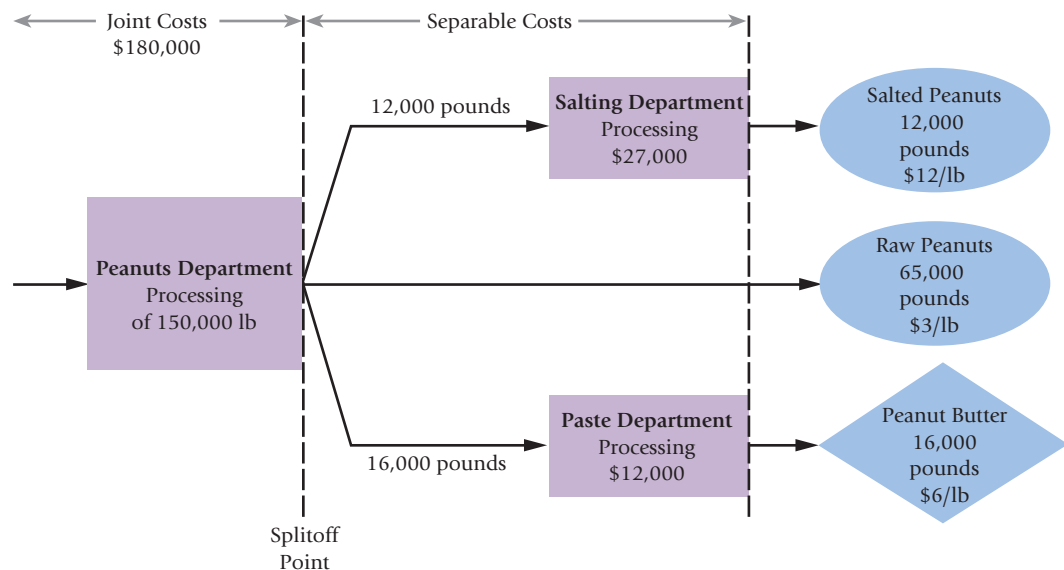 Joint Costs
$180,000
Separable Costs
12,000 pounds
Salting Department
Processing
$27,000
Salted Peanuts
12,000
pounds
$12/lb
Peanuts Department
Processing
of 150,000 lb
Raw Peanuts
65,000
pounds
$3/lb
16,000 pounds
Paste Department
Processing
$12,000
Peanut Butter
16,000
pounds
$6/lb
Splitoff
Point